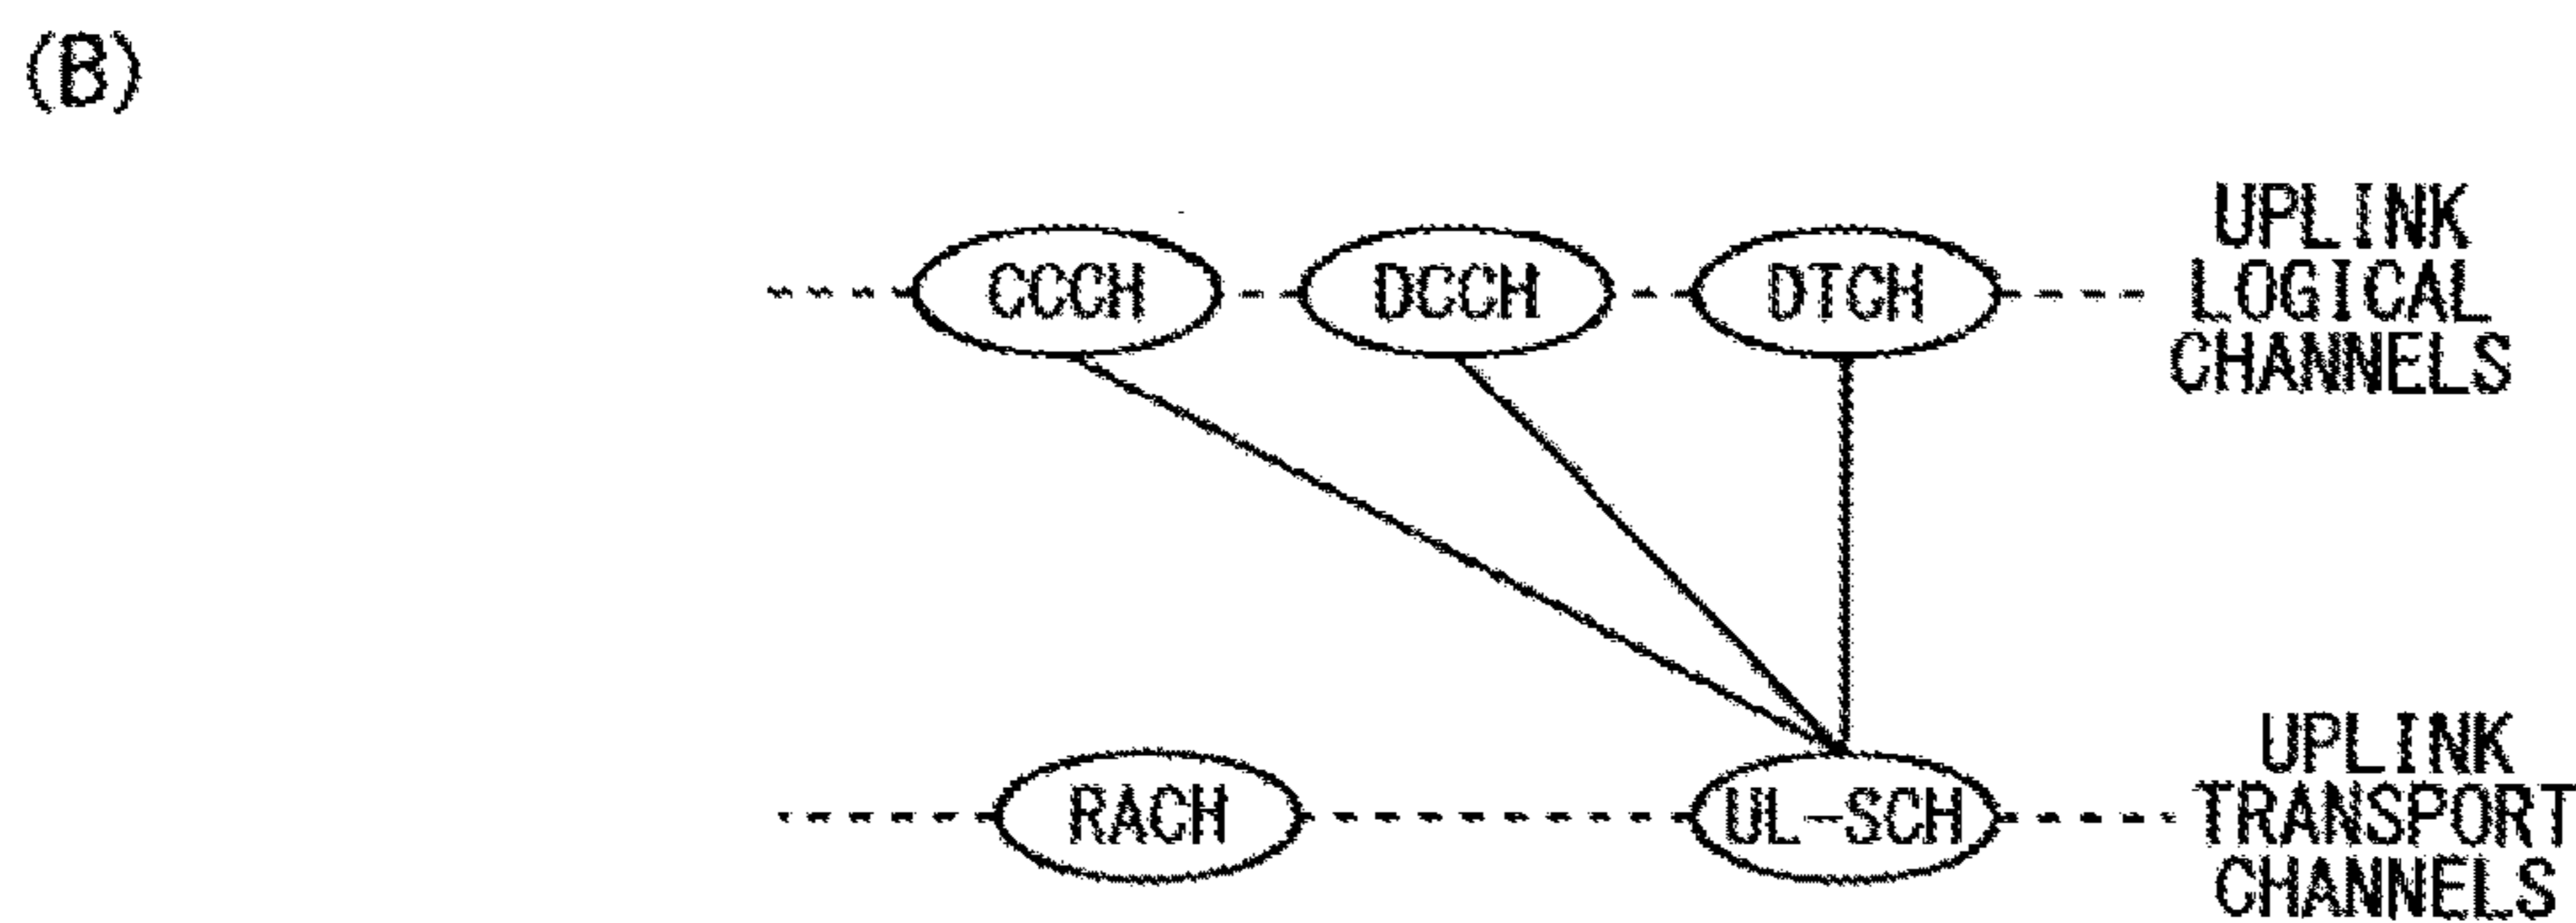 (B)
CCCH DCCH DTCH
UPLINK
LOGICAL
CHANNELS
RACH UL-SCH
UPLINK
TRANSPORT
CHANNELS